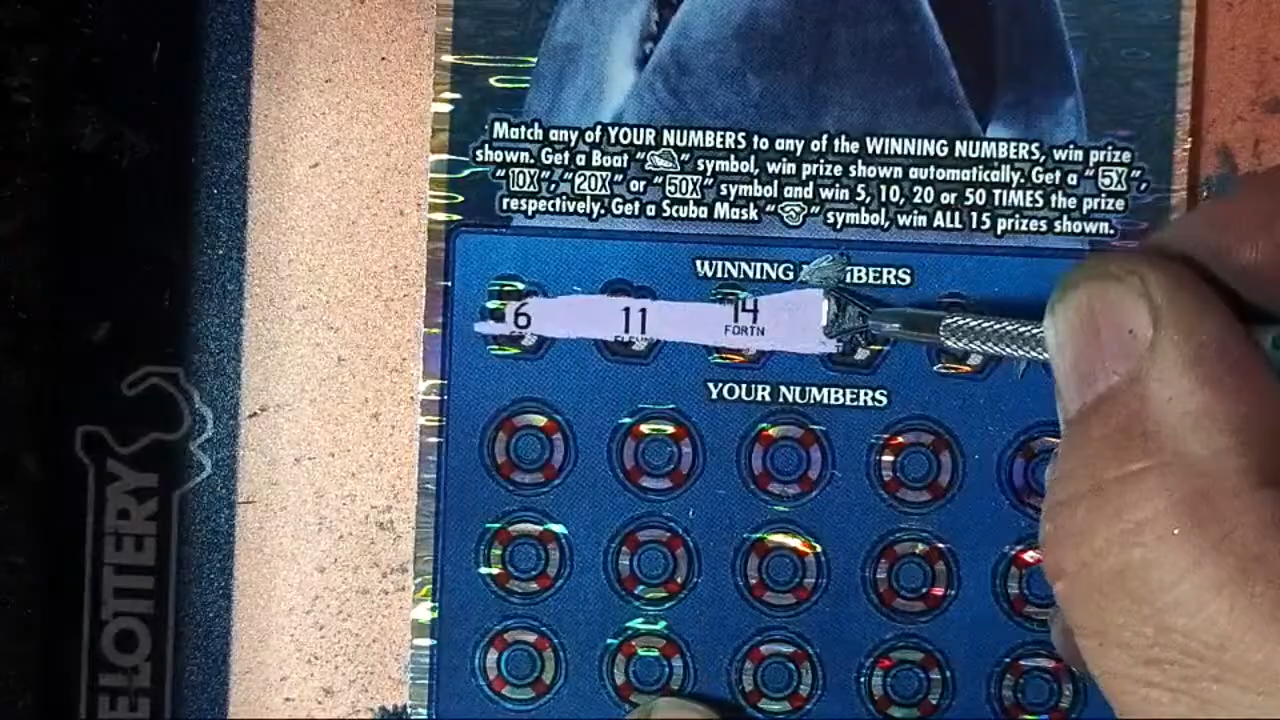 Match any of YOUR NUMBERS to any of the WINNING NUMBERS, win prize
shown. Get a Boat “ ” symbol, win prize shown automatically. Get a “5X”,
“10X”, “20X” or “50X” symbol and win 5, 10, 20 or 50 TIMES the prize
respectively. Get a Scuba Mask “ ” symbol, win ALL 15 prizes shown.
WINNING
6 11 14
FORTN
YOUR NUMBERS
LOTTERY